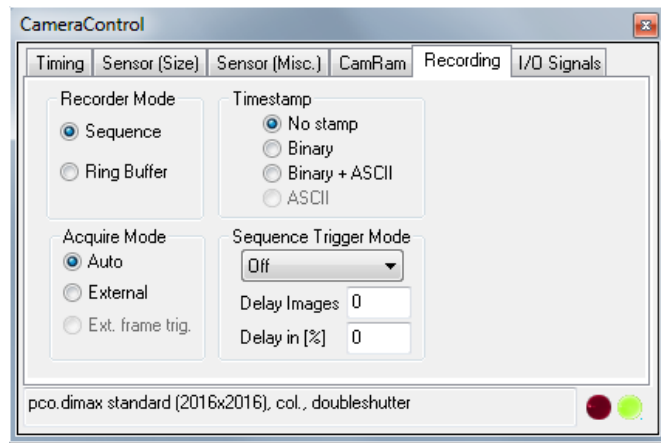 CameraControl
Timing Sensor (Size) Sensor (Misc.) CamRam Recording I/O Signals
Recorder Mode
Sequence
Ring Buffer
Timestamp
No stamp
Binary
Binary + ASCII
ASCII
Acquire Mode
Auto
External
Ext. frame trig.
Sequence Trigger Mode
Off
Delay Images 0
Delay in [%] 0
pco.dimax standard (2016x2016), col., doubleshutter